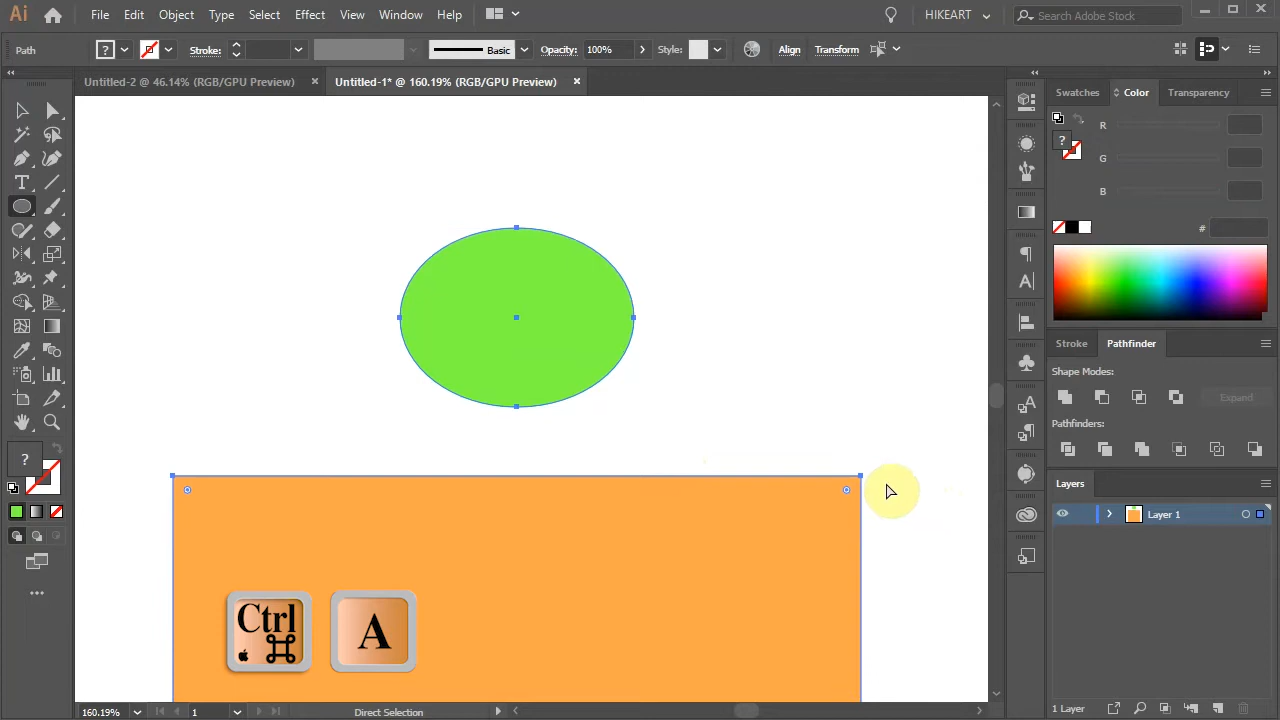 Ai File Edit Object Type Select Effect View Window Help HIKEART Search Adobe Stock
Path ? Stroke: Basic Opacity: 100% Style: Align Transform
Untitled-2 @ 46.14% (RGB/GPU Preview) × Untitled-1* @ 160.19% (RGB/GPU Preview) ×
Swatches Color Transparency
R
?
G
B
#
Stroke Pathfinder
Shape Modes:
Expand
Pathfinders:
?
Layers
Layer 1
Ctrl A
160.19% 1 Direct Selection 1 Layer